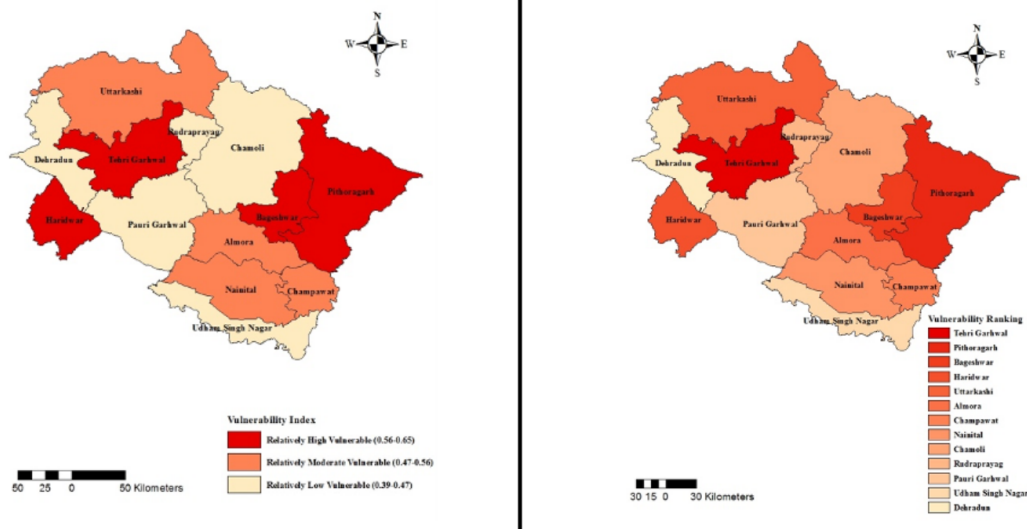 N
W E
S
Uttarkashi
Rudraprayag
Chamoli
Dehradun
Tehri Garhwal
Pithoragarh
Haridwar
Pauri Garhwal
Bageshwar
Almora
Nainital
Champawat
Udham Singh Nagar
Vulnerability Index
Relatively High Vulnerable (0.56-0.65)
Relatively Moderate Vulnerable (0.47-0.56)
Relatively Low Vulnerable (0.39-0.47)
50 25 0 50 Kilometers
N
W E
S
Uttarkashi
Rudraprayag
Chamoli
Dehradun
Tehri Garhwal
Pithoragarh
Haridwar
Pauri Garhwal
Bageshwar
Almora
Nainital
Champawat
Udham Singh Nagar
Vulnerability Ranking
Tehri Garhwal
Pithoragarh
Bageshwar
Haridwar
Uttarkashi
Almora
Champawat
Nainital
Chamoli
Rudraprayag
Pauri Garhwal
Udham Singh Nagar
Dehradun
30 15 0 30 Kilometers